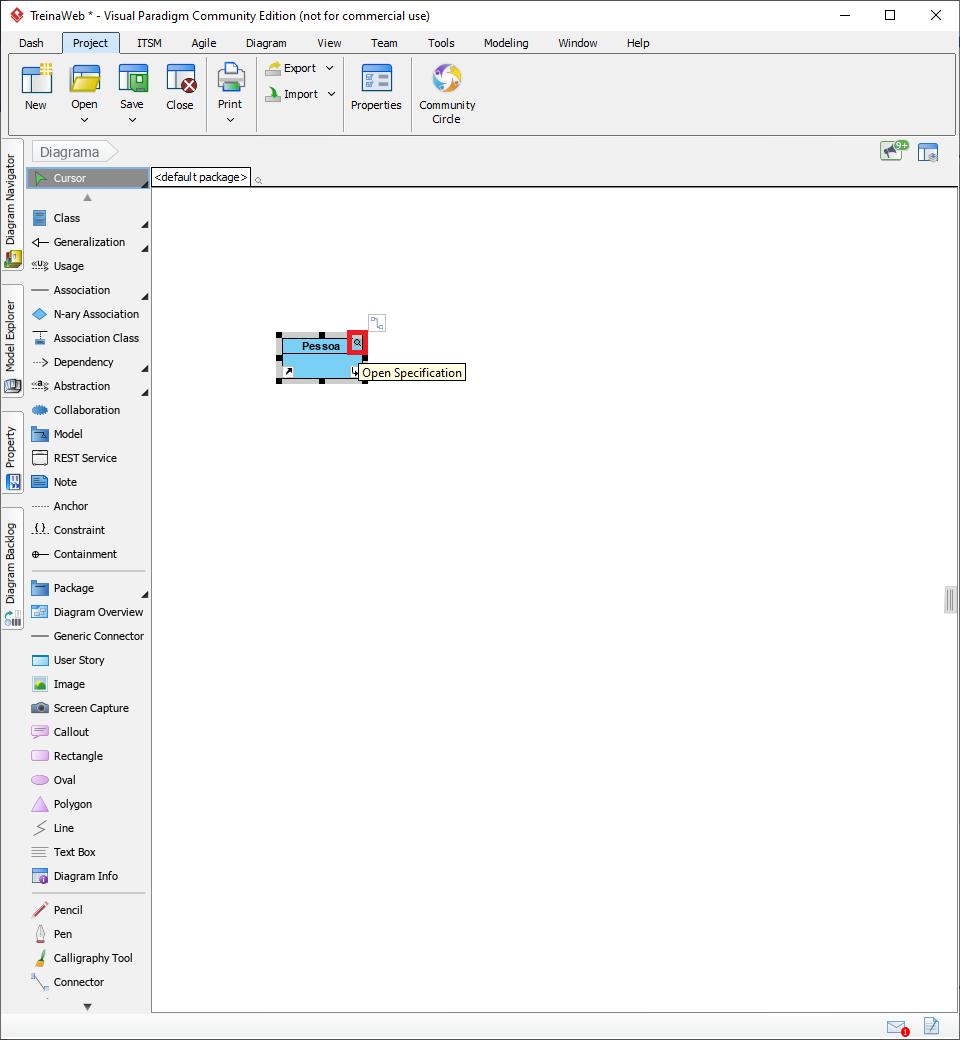 TreinaWeb * - Visual Paradigm Community Edition (not for commercial use)
Dash Project ITSM Agile Diagram View Team Tools Modeling Window Help
New Open Save Close Print Export Import Properties Community
Circle
Diagrama
9+
Diagram Navigator
Model Explorer
Property
Diagram Backlog
Cursor
Class
Generalization
«U» Usage
Association
N-ary Association
Association Class
Dependency
«a» Abstraction
Collaboration
Model
REST Service
Note
Anchor
{} Constraint
Containment
Package
Diagram Overview
Generic Connector
User Story
Image
Screen Capture
Callout
Rectangle
Oval
Polygon
Line
Text Box
Diagram Info
Pencil
Pen
Calligraphy Tool
Connector
<default package>
Pessoa
Open Specification
1